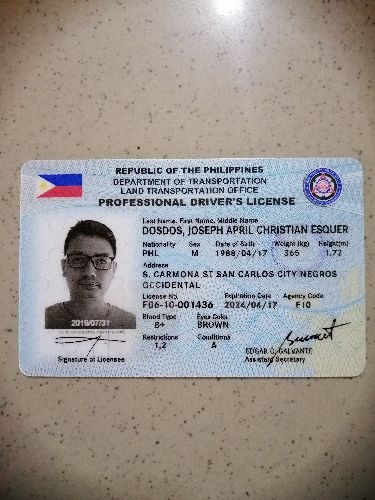 REPUBLIC OF THE PHILIPPINES
DEPARTMENT OF TRANSPORTATION
LAND TRANSPORTATION OFFICE
PROFESSIONAL DRIVER'S LICENSE
Last Name, First Name, Middle Name
DOSDOS, JOSEPH APRIL CHRISTIAN ESQUER
Nationality Sex Date of Birth Weight (kg) Height(m)
PHL M 1988/04/17 365 1.72
Address
S. CARMONA ST SAN CARLOS CITY NEGROS
OCCIDENTAL
License No. Expiration Date Agency Code
F06-10-001436 2024/04/17 F10
Blood Type Eyes Color
B+ BROWN
Restrictions Conditions
1,2 A
2019/07/31
Signature of Licensee
EDGAR C. GALVANTE
Assistant Secretary